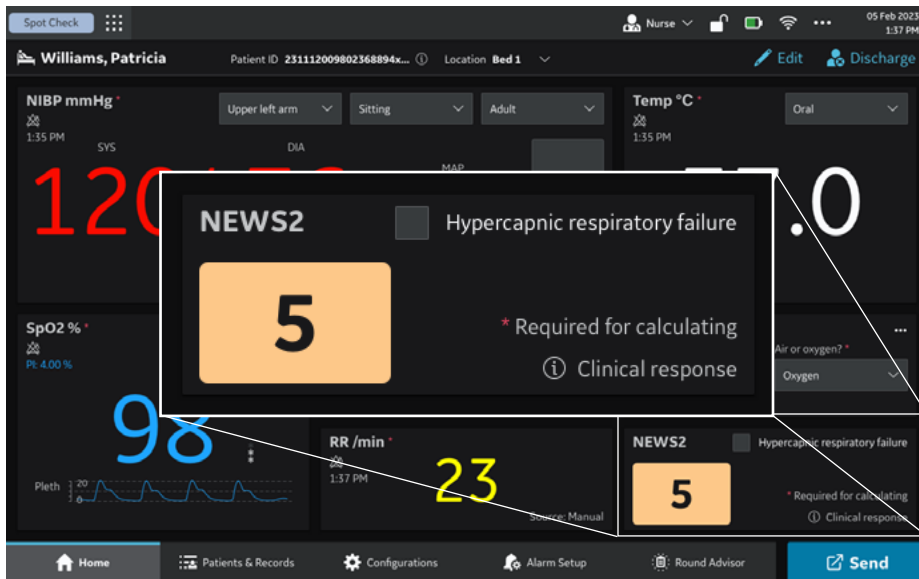 Spot Check
Nurse
05 Feb 2023
1:37 PM
Williams, Patricia
Patient ID 231112009802368894x...
Location Bed 1
Edit
Discharge
NIBP mmHg *
1:35 PM
Upper left arm
Sitting
Adult
SYS
DIA
MAP
120
Temp °C *
1:35 PM
Oral
.0
NEWS2
Hypercapnic respiratory failure
5
* Required for calculating
Clinical response
SpO2 % *
PI: 4.00 %
98
Pleth
20
0
Air or oxygen? *
Oxygen
RR /min *
1:37 PM
23
Source: Manual
NEWS2
Hypercapnic respiratory failure
5
* Required for calculating
Clinical response
Home
Patients & Records
Configurations
Alarm Setup
Round Advisor
Send